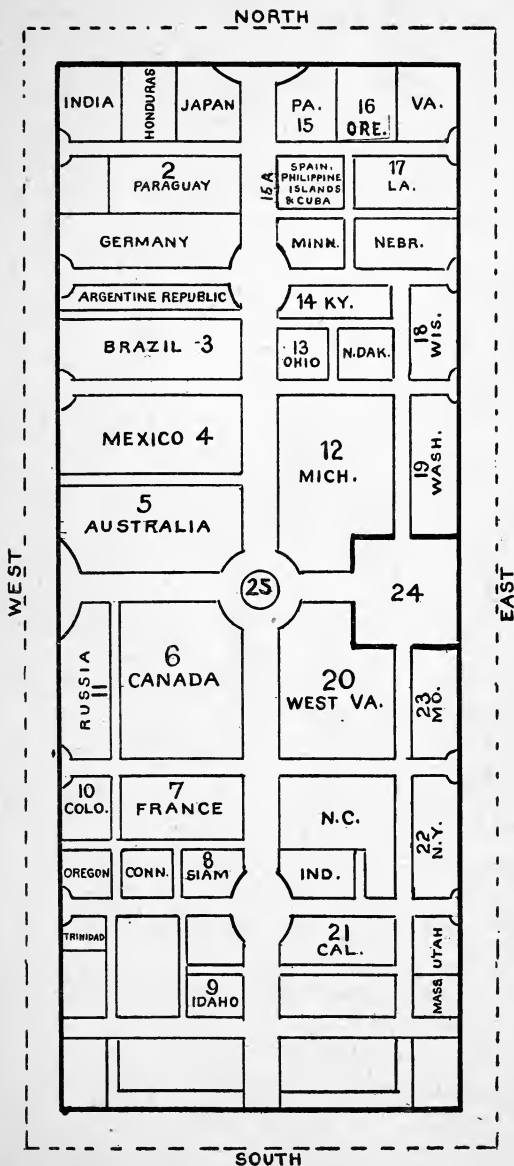 NORTH
INDIA
HONDURAS
JAPAN
PA.
15
16
ORE.
VA.
2
PARAGUAY
15A
SPAIN,
PHILIPPINE
ISLANDS
& CUBA
17
LA.
GERMANY
MINN.
NEBR.
ARGENTINE REPUBLIC
14 KY.
18
WIS.
BRAZIL -3
13
OHIO
N.DAK.
MEXICO 4
12
MICH.
19
WASH.
5
AUSTRALIA
WEST
25
24
EAST
RUSSIA
11
6
CANADA
20
WEST VA.
23
MO.
10
COLO.
7
FRANCE
N.C.
22
N.Y.
OREGON
CONN.
8
SIAM
IND.
TRINIDAD
21
CAL.
UTAH
9
IDAHO
MASS
SOUTH